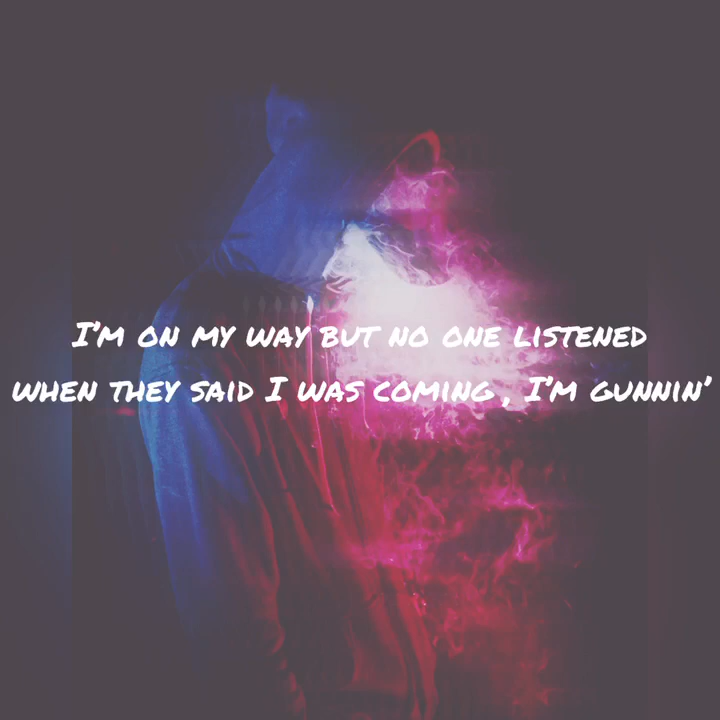 I'm on my way but no one listened
when they said I was coming, I'm gunnin'